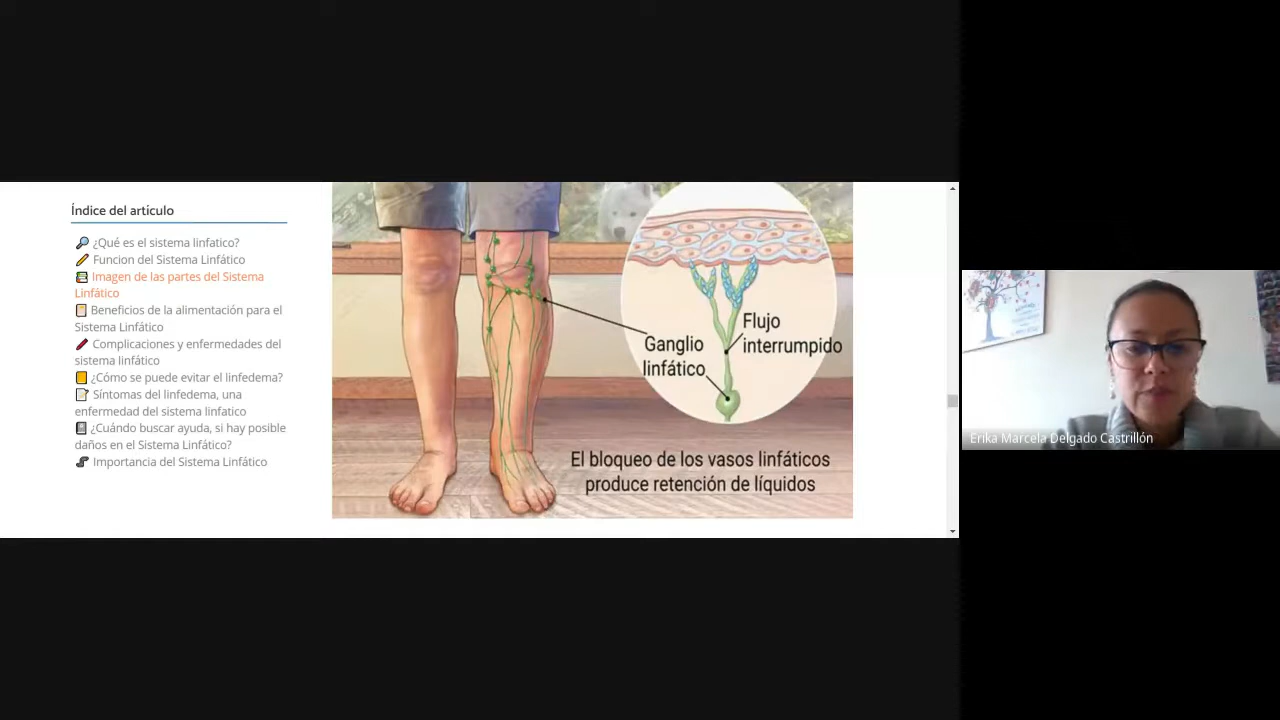 Índice del articulo
¿Qué es el sistema linfatico?
Funcion del Sistema Linfático
Imagen de las partes del Sistema
Linfático
Beneficios de la alimentación para el
Sistema Linfático
Complicaciones y enfermedades del
sistema linfático
¿Cómo se puede evitar el linfedema?
Síntomas del linfedema, una
enfermedad del sistema linfatico
¿Cuándo buscar ayuda, si hay posible
daños en el Sistema Linfático?
Importancia del Sistema Linfático
Flujo
interrumpido
Ganglio
linfático
El bloqueo de los vasos linfáticos
produce retención de líquidos
Erika Marcela Delgado Castrillón